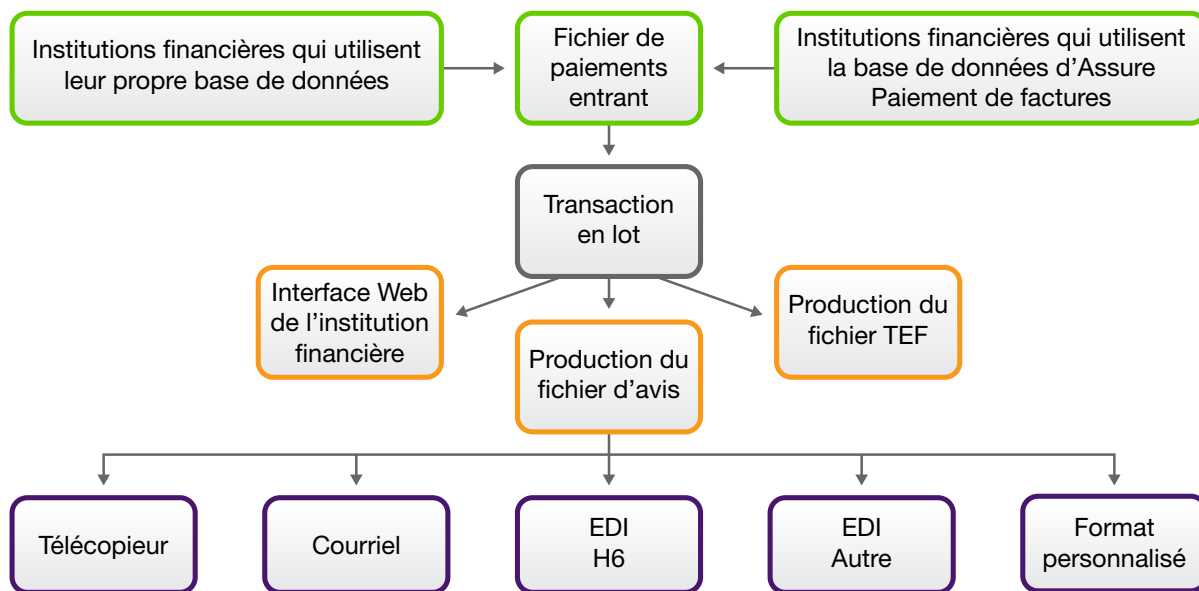 Institutions financières qui utilisent
leur propre base de données
Fichier de
paiements
entrant
Institutions financières qui utilisent
la base de données d’Assure
Paiement de factures
Transaction
en lot
Interface Web
de l’institution
financière
Production du
fichier d’avis
Production du
fichier TEF
Télécopieur
Courriel
EDI
H6
EDI
Autre
Format
personnalisé